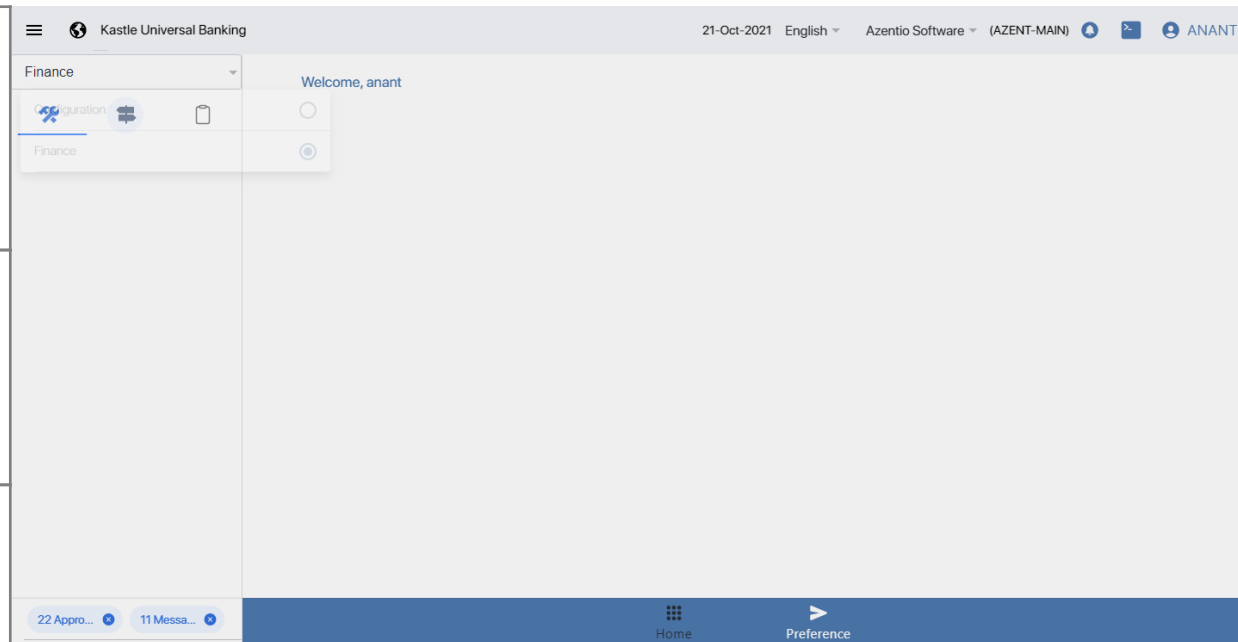 Kastle Universal Banking
21-Oct-2021 English Azentio Software (AZENT-MAIN) ANANT
Finance
Welcome, anant
Configuration
Finance
22 Appro... 11 Messa...
Home Preference